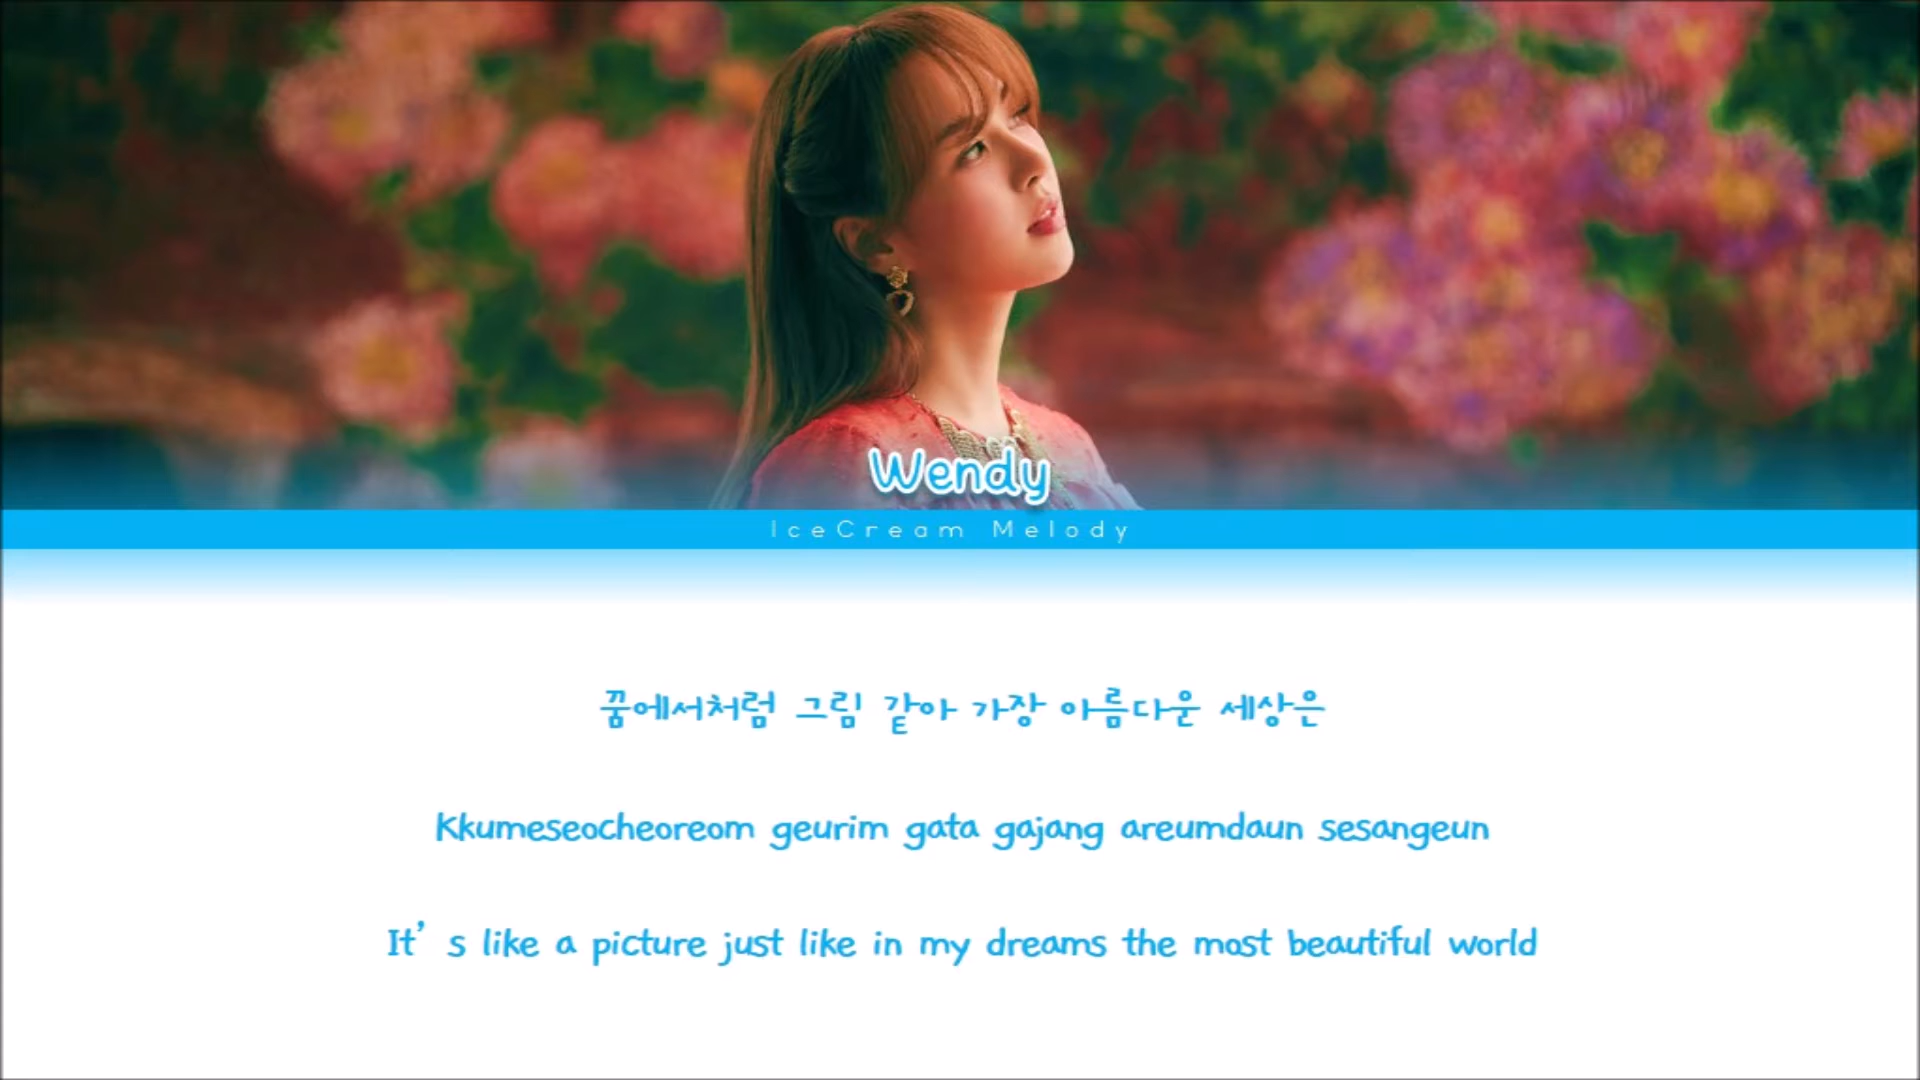 Wendy
IceCream Melody
꿈에서처럼 그림 같아 가장 아름다운 세상은
Kkumeseocheoreom geurim gata gajang areumdaun sesangeun
It’s like a picture just like in my dreams the most beautiful world